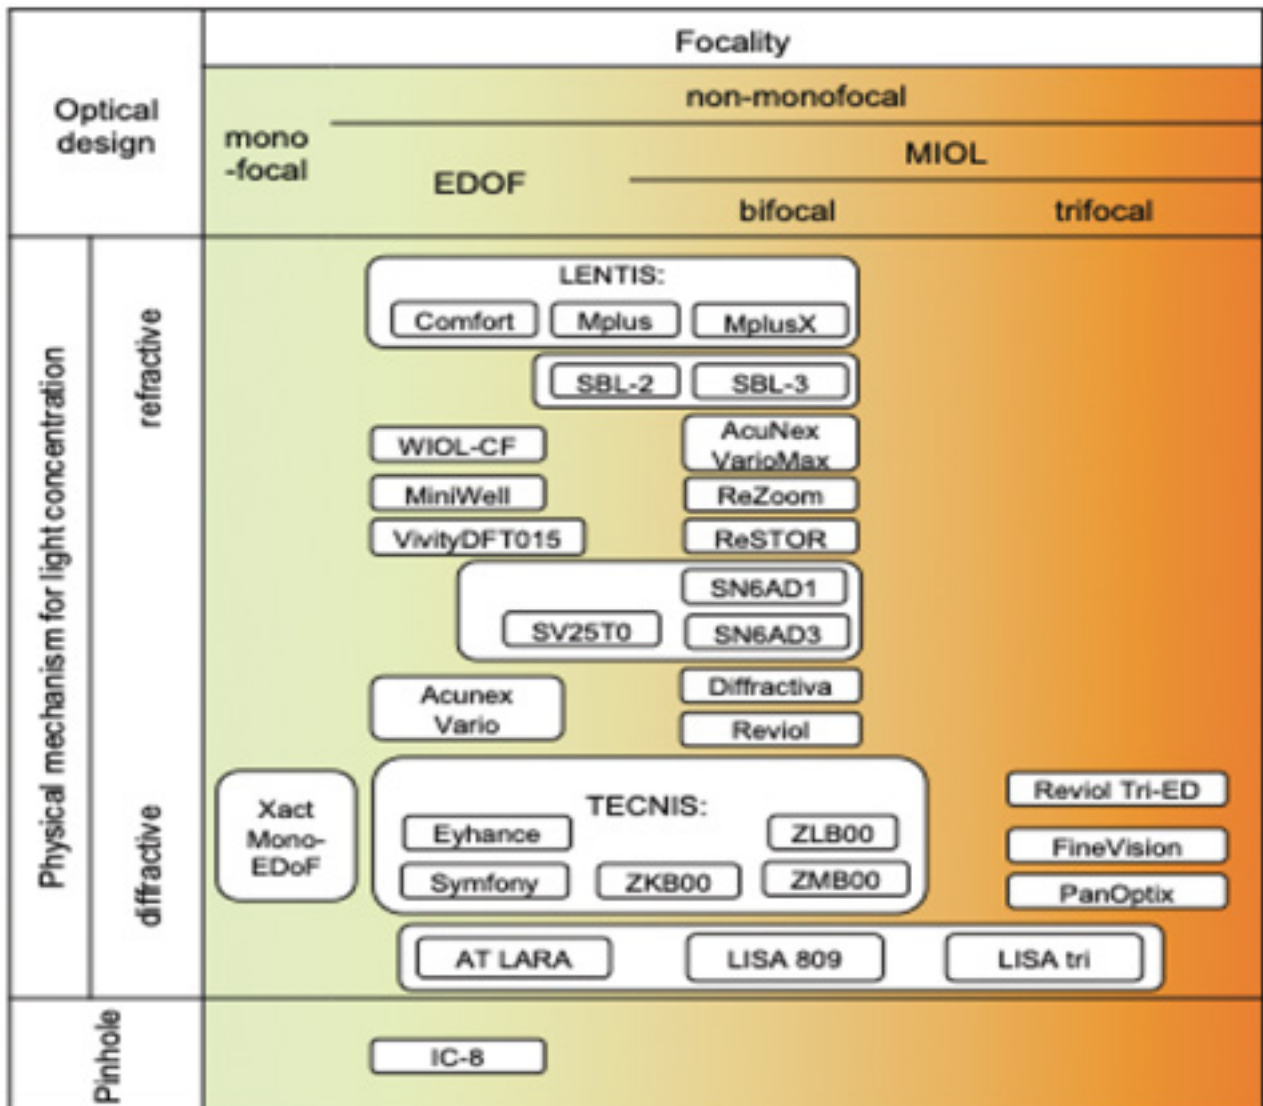 Focality
Optical
design
non-monofocal
mono
-focal
MIOL
EDOF
bifocal
trifocal
Physical mechanism for light concentration
refractive
LENTIS:
Comfort
Mplus
MplusX
SBL-2
SBL-3
WIOL-CF
AcuNex
VarioMax
MiniWell
ReZoom
VivityDFT015
ReSTOR
SN6AD1
SV25T0
SN6AD3
Acunex
Vario
Diffractiva
Reviol
diffractive
Xact
Mono-
EDoF
TECNIS:
Eyhance
ZLB00
Symfony
ZKB00
ZMB00
Reviol Tri-ED
FineVision
PanOptix
AT LARA
LISA 809
LISA tri
Pinhole
IC-8